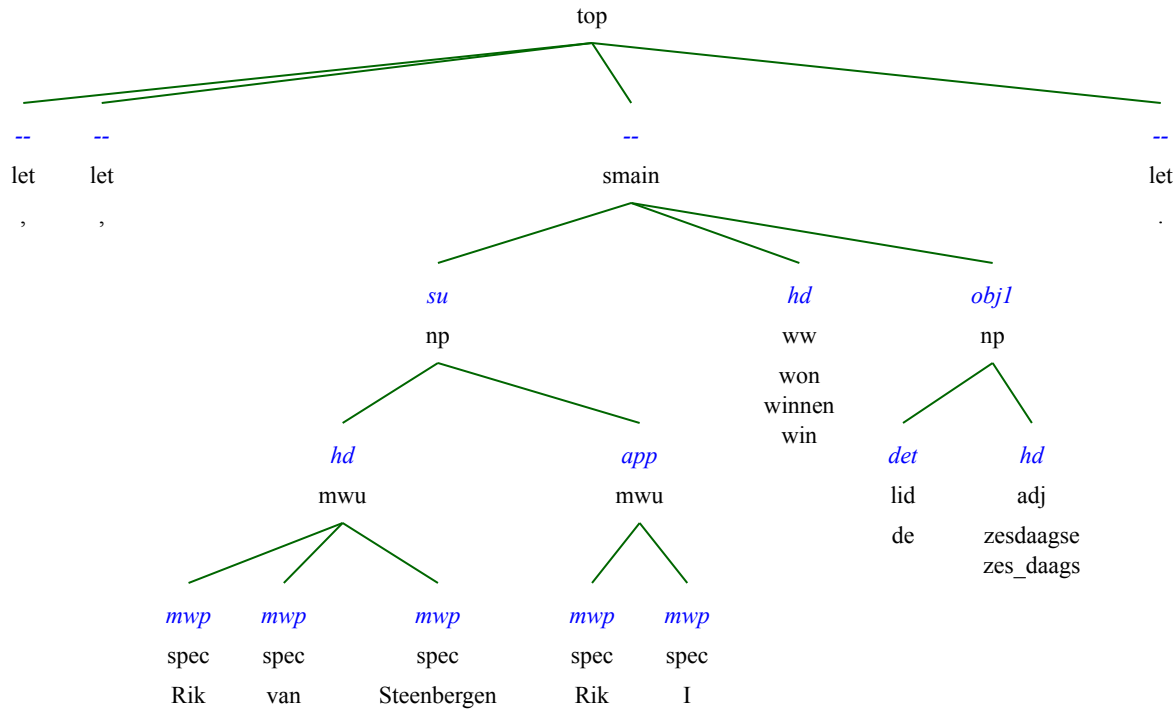 top
-- -- -- --
let let smain let
, , .
su hd obj1
np ww np
won
winnen
win
hd app det hd
mwu mwu lid adj
de zesdaagse
zes_daags
mwp mwp mwp mwp mwp
spec spec spec spec spec
Rik van Steenbergen Rik I